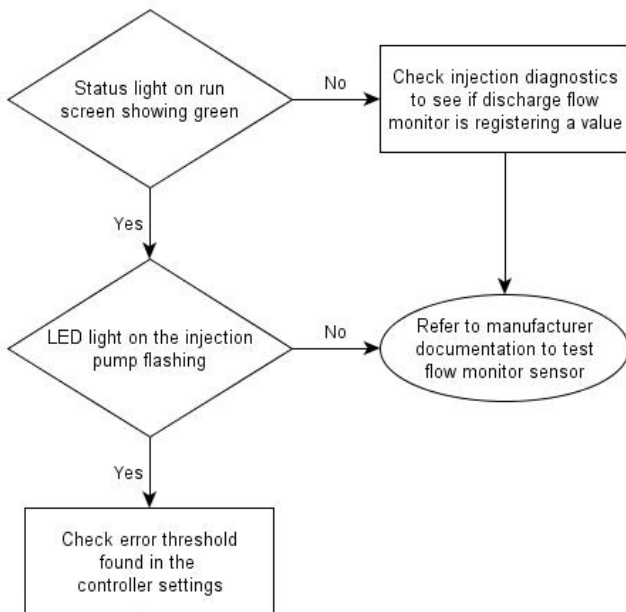 Status light on run
screen showing green
No
Check injection diagnostics
to see if discharge flow
monitor is registering a value
Yes
LED light on the injection
pump flashing
No
Refer to manufacturer
documentation to test
flow monitor sensor
Yes
Check error threshold
found in the
controller settings